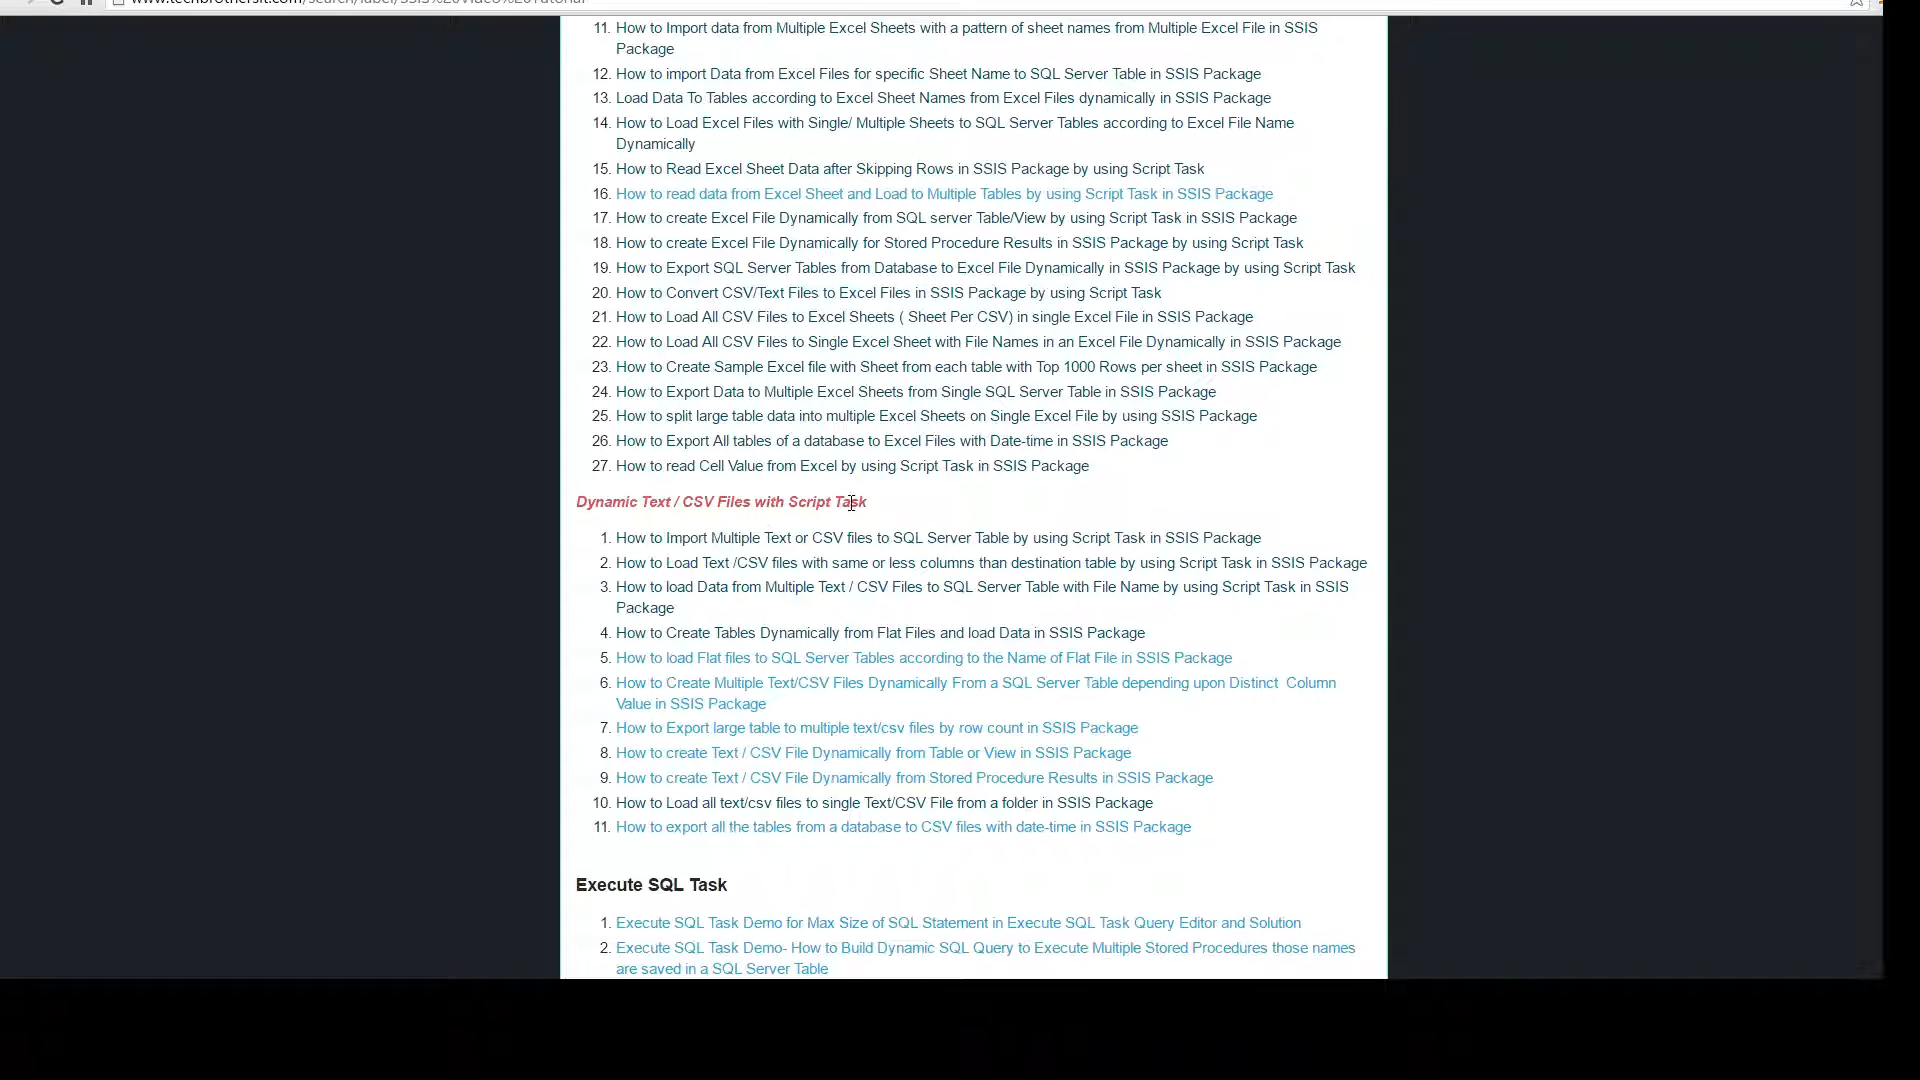 11. How to Import data from Multiple Excel Sheets with a pattern of sheet names from Multiple Excel File in SSIS
Package
12. How to import Data from Excel Files for specific Sheet Name to SQL Server Table in SSIS Package
13. Load Data To Tables according to Excel Sheet Names from Excel Files dynamically in SSIS Package
14. How to Load Excel Files with Single/ Multiple Sheets to SQL Server Tables according to Excel File Name
Dynamically
15. How to Read Excel Sheet Data after Skipping Rows in SSIS Package by using Script Task
16. How to read data from Excel Sheet and Load to Multiple Tables by using Script Task in SSIS Package
17. How to create Excel File Dynamically from SQL server Table/View by using Script Task in SSIS Package
18. How to create Excel File Dynamically for Stored Procedure Results in SSIS Package by using Script Task
19. How to Export SQL Server Tables from Database to Excel File Dynamically in SSIS Package by using Script Task
20. How to Convert CSV/Text Files to Excel Files in SSIS Package by using Script Task
21. How to Load All CSV Files to Excel Sheets ( Sheet Per CSV) in single Excel File in SSIS Package
22. How to Load All CSV Files to Single Excel Sheet with File Names in an Excel File Dynamically in SSIS Package
23. How to Create Sample Excel file with Sheet from each table with Top 1000 Rows per sheet in SSIS Package
24. How to Export Data to Multiple Excel Sheets from Single SQL Server Table in SSIS Package
25. How to split large table data into multiple Excel Sheets on Single Excel File by using SSIS Package
26. How to Export All tables of a database to Excel Files with Date-time in SSIS Package
27. How to read Cell Value from Excel by using Script Task in SSIS Package
Dynamic Text / CSV Files with Script Task
1. How to Import Multiple Text or CSV files to SQL Server Table by using Script Task in SSIS Package
2. How to Load Text /CSV files with same or less columns than destination table by using Script Task in SSIS Package
3. How to load Data from Multiple Text / CSV Files to SQL Server Table with File Name by using Script Task in SSIS
Package
4. How to Create Tables Dynamically from Flat Files and load Data in SSIS Package
5. How to load Flat files to SQL Server Tables according to the Name of Flat File in SSIS Package
6. How to Create Multiple Text/CSV Files Dynamically From a SQL Server Table depending upon Distinct Column
Value in SSIS Package
7. How to Export large table to multiple text/csv files by row count in SSIS Package
8. How to create Text / CSV File Dynamically from Table or View in SSIS Package
9. How to create Text / CSV File Dynamically from Stored Procedure Results in SSIS Package
10. How to Load all text/csv files to single Text/CSV File from a folder in SSIS Package
11. How to export all the tables from a database to CSV files with date-time in SSIS Package
Execute SQL Task
1. Execute SQL Task Demo for Max Size of SQL Statement in Execute SQL Task Query Editor and Solution
2. Execute SQL Task Demo- How to Build Dynamic SQL Query to Execute Multiple Stored Procedures those names
are saved in a SQL Server Table